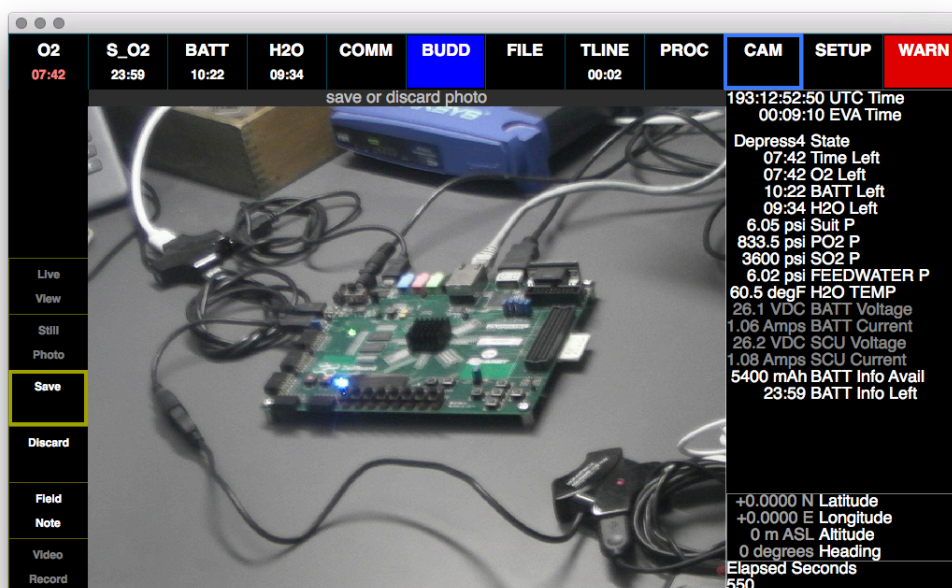 O2 S_O2 BATT H2O COMM BUDD FILE TLINE PROC CAM SETUP WARN
07:42 23:59 10:22 09:34 00:02
save or discard photo
Live
View
Still
Photo
Save
Discard
Field
Note
Video
Record
193:12:52:50 UTC Time
00:09:10 EVA Time
Depress4 State
07:42 Time Left
07:42 O2 Left
10:22 BATT Left
09:34 H2O Left
6.05 psi Suit P
833.5 psi PO2 P
3600 psi SO2 P
6.02 psi FEEDWATER P
60.5 degF H2O TEMP
26.1 VDC BATT Voltage
1.06 Amps BATT Current
26.2 VDC SCU Voltage
1.08 Amps SCU Current
5400 mAh BATT Info Avail
23:59 BATT Info Left
+0.0000 N Latitude
+0.0000 E Longitude
0 m ASL Altitude
0 degrees Heading
Elapsed Seconds
550